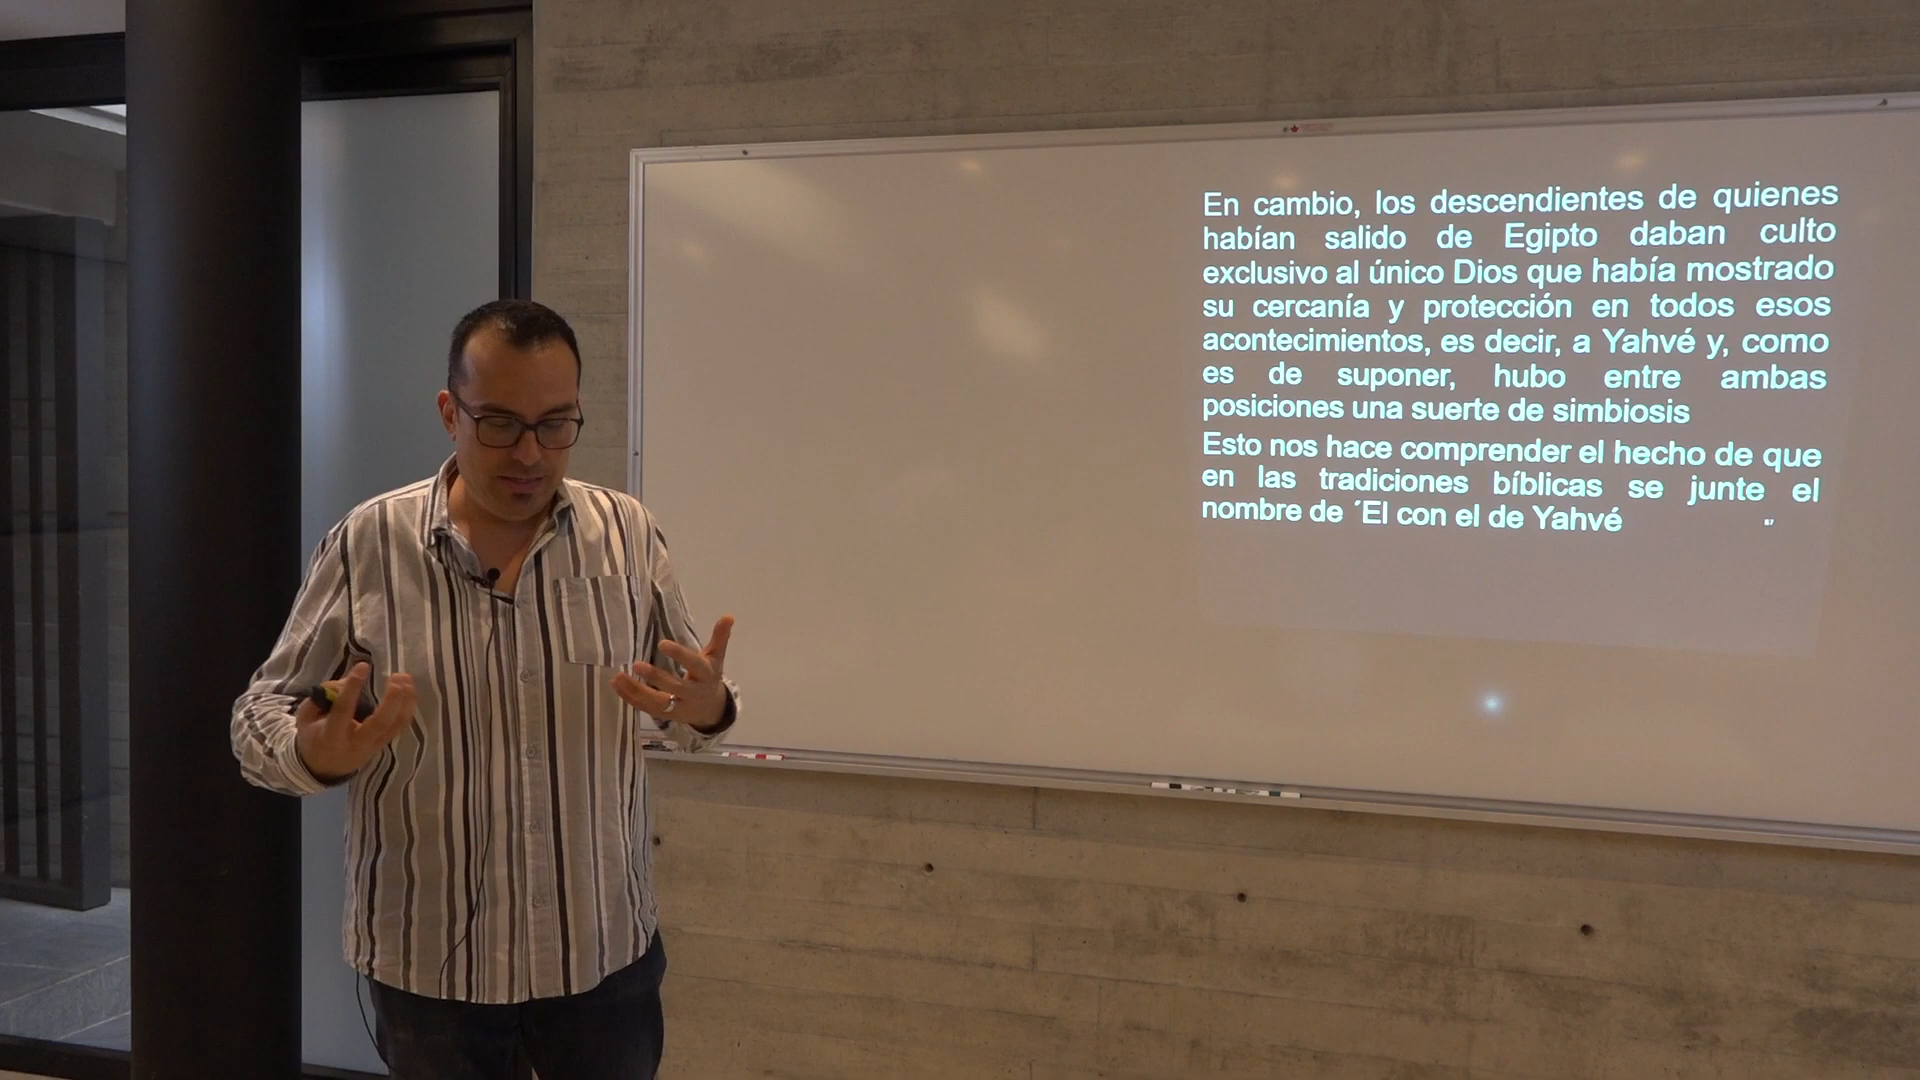 En cambio, los descendientes de quienes
habían salido de Egipto daban culto
exclusivo al único Dios que había mostrado
su cercanía y protección en todos esos
acontecimientos, es decir, a Yahvé y, como
es de suponer, hubo entre ambas
posiciones una suerte de simbiosis
Esto nos hace comprender el hecho de que
en las tradiciones bíblicas se junte el
nombre de ´El con el de Yahvé